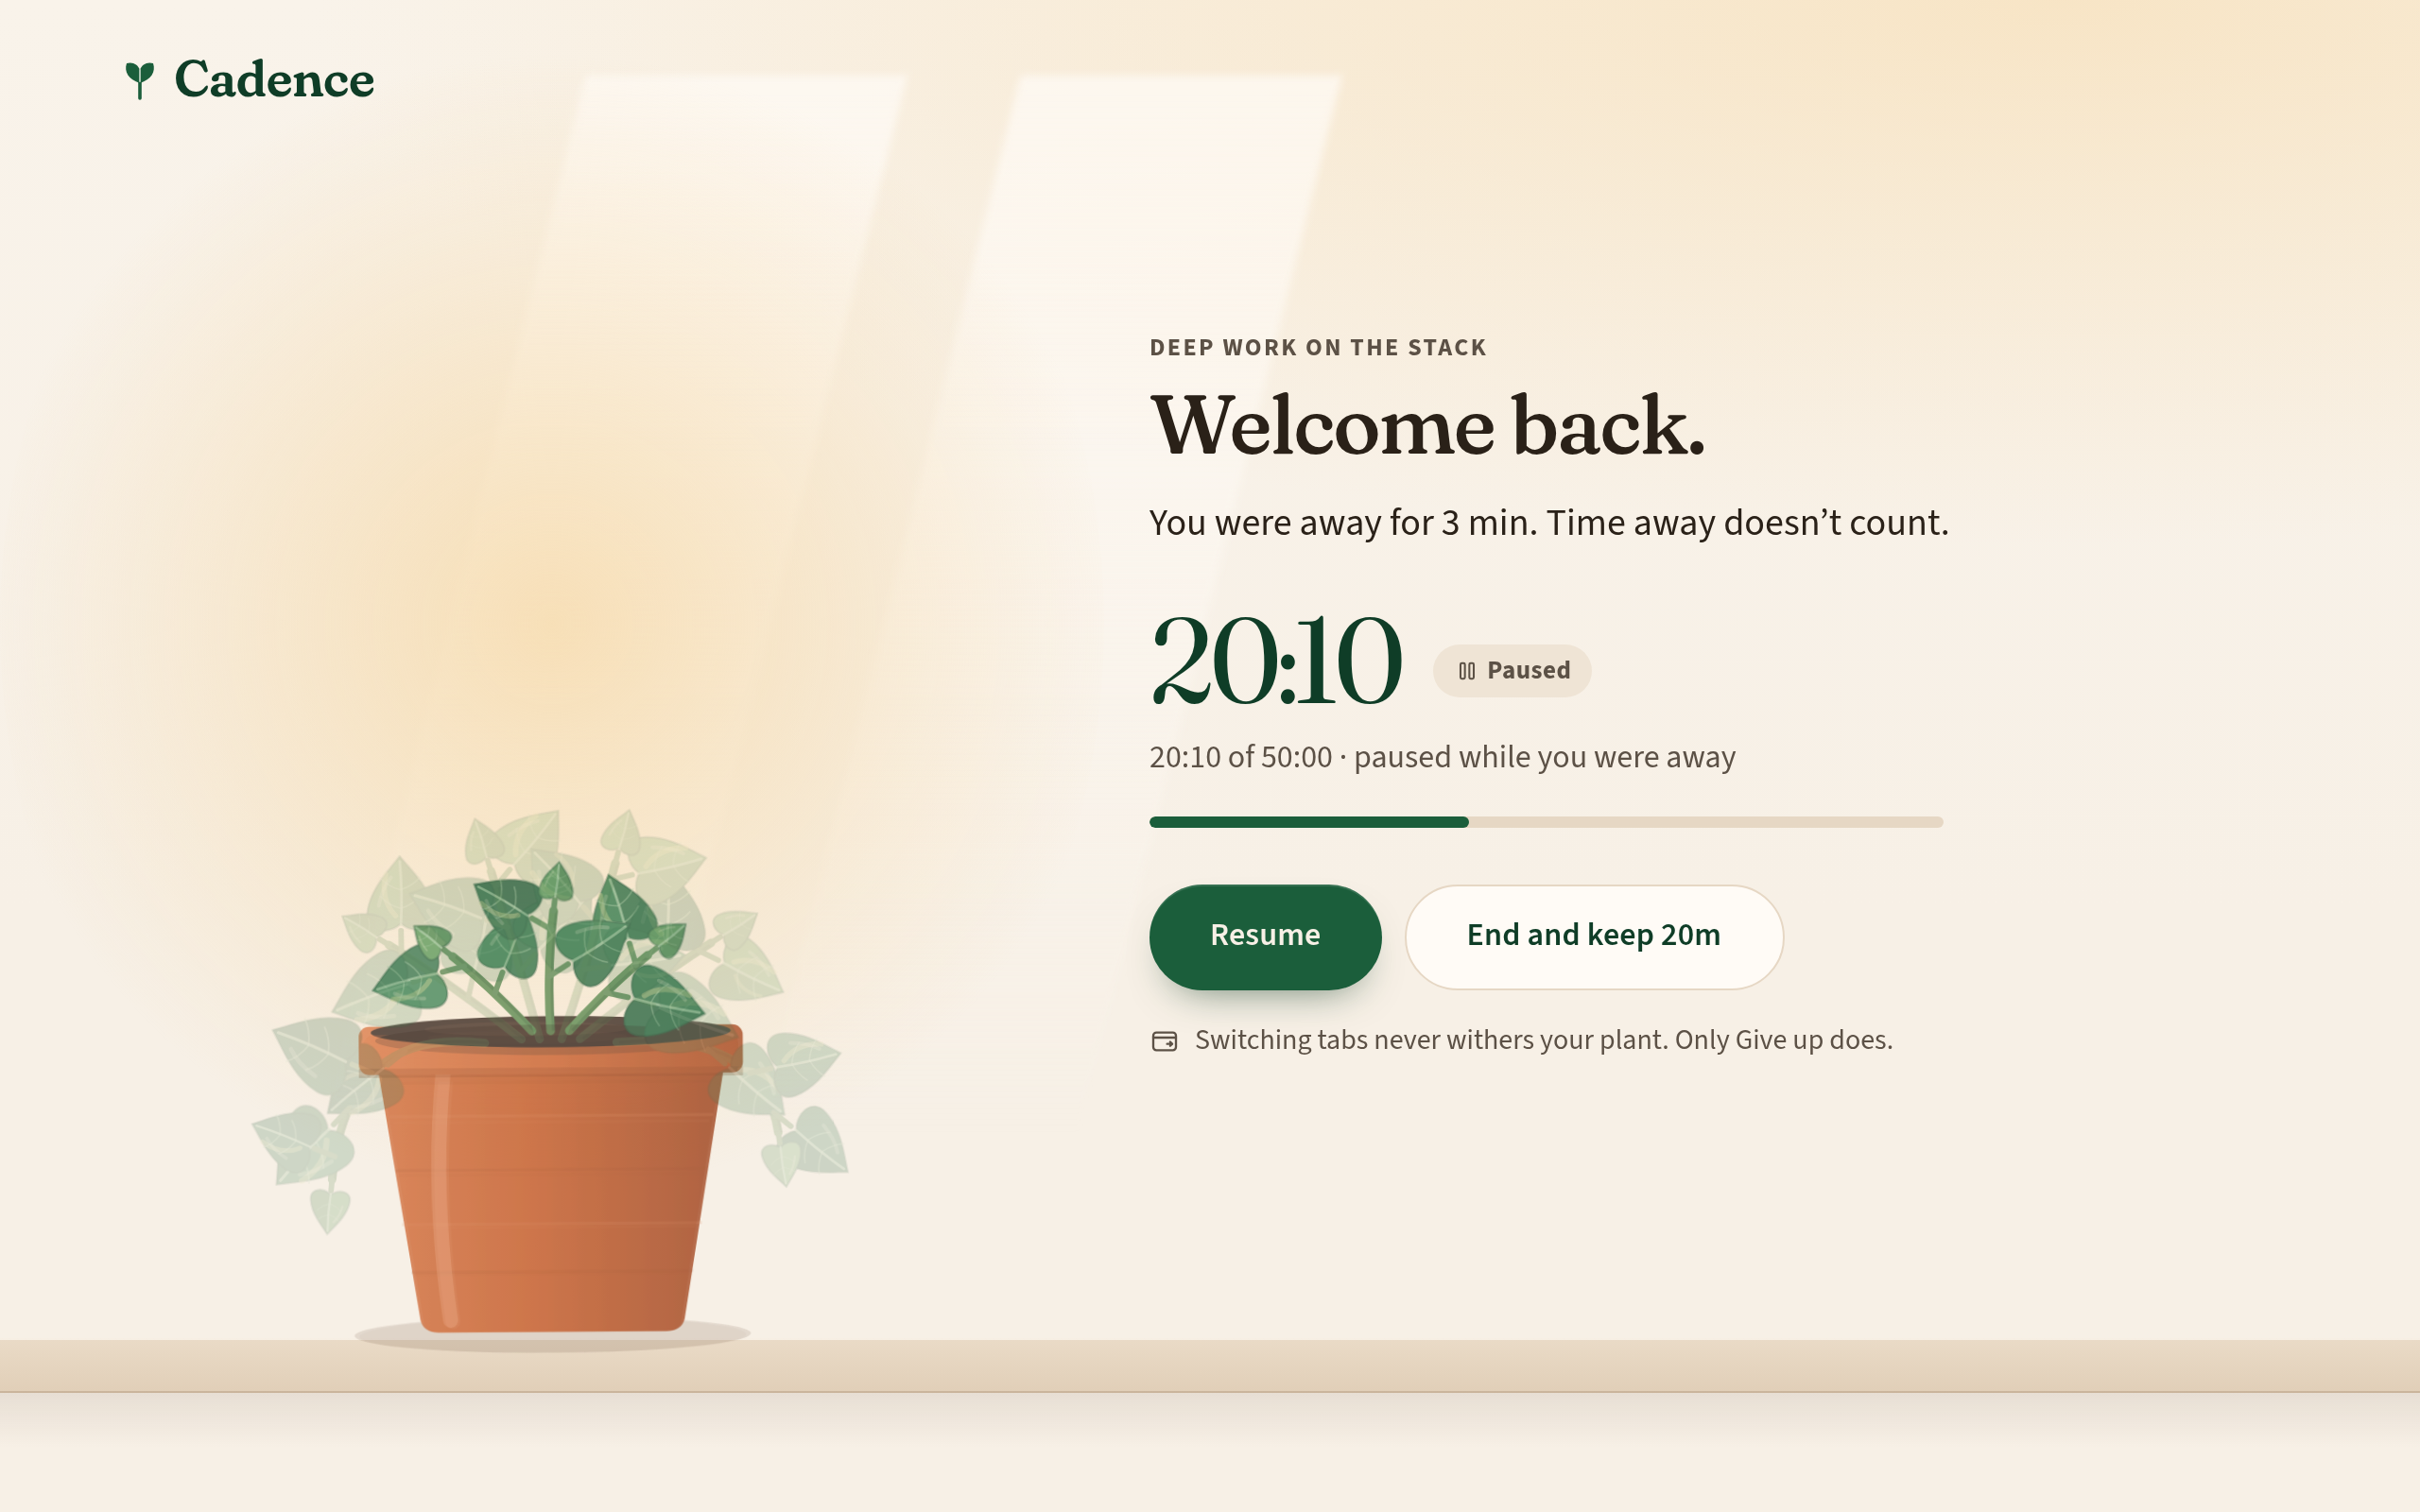 Cadence
DEEP WORK ON THE STACK
Welcome back.
You were away for 3 min. Time away doesn’t count.
20:10
Paused
20:10 of 50:00 · paused while you were away
Resume
End and keep 20m
Switching tabs never withers your plant. Only Give up does.